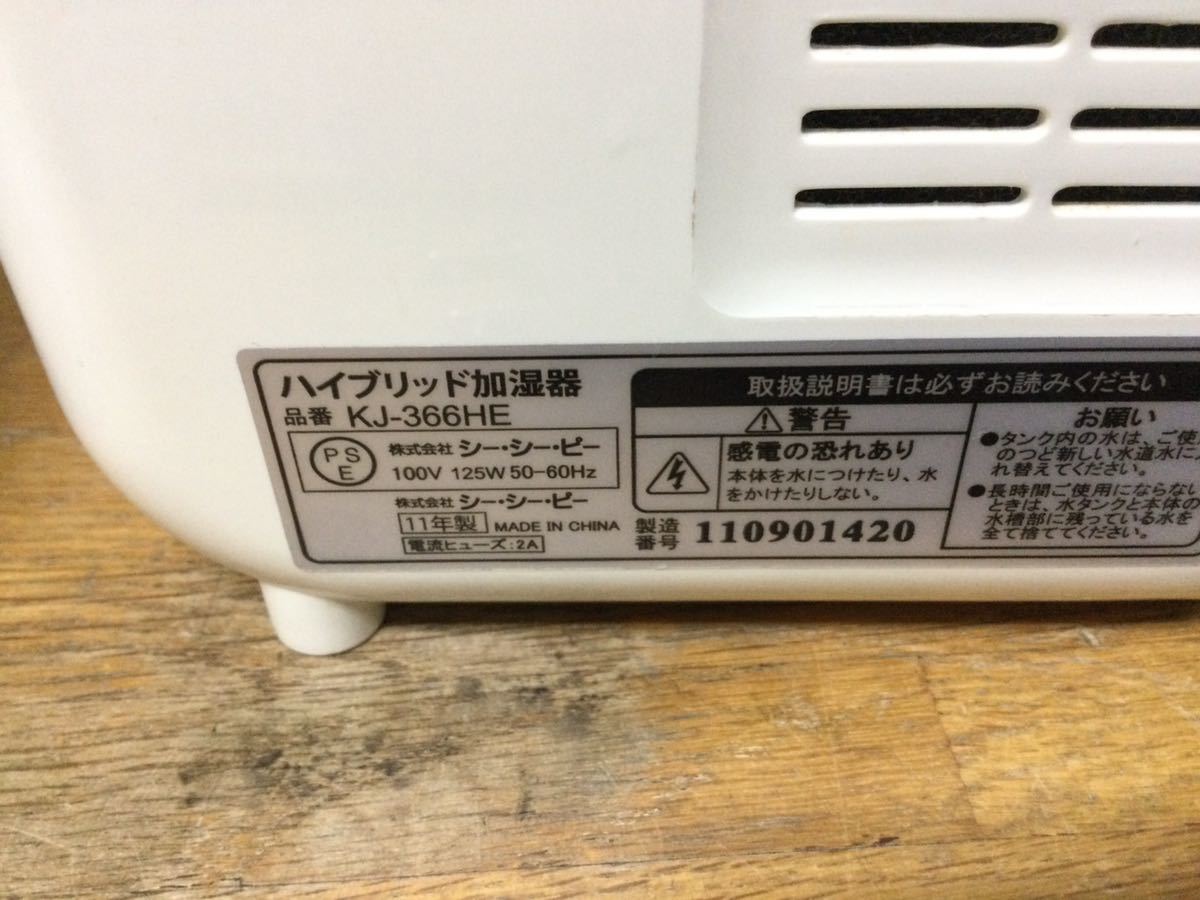 ハイブリッド加湿器
品番 KJ-366HE
PSE
株式会社 シー・シー・ピー
100V 125W 50-60Hz
株式会社 シー・シー・ピー
11年製 MADE IN CHINA
電流ヒューズ:2A
製造番号 110901420
取扱説明書は必ずお読みください
警告
感電の恐れあり
本体を水につけたり、水
をかけたりしない。
お願い
●タンク内の水は、ご使
のつど新しい水道水に
れ替えてください。
●長時間ご使用にならない
ときは、水タンクと本体の
水槽部に残っている水を
全て捨ててください。